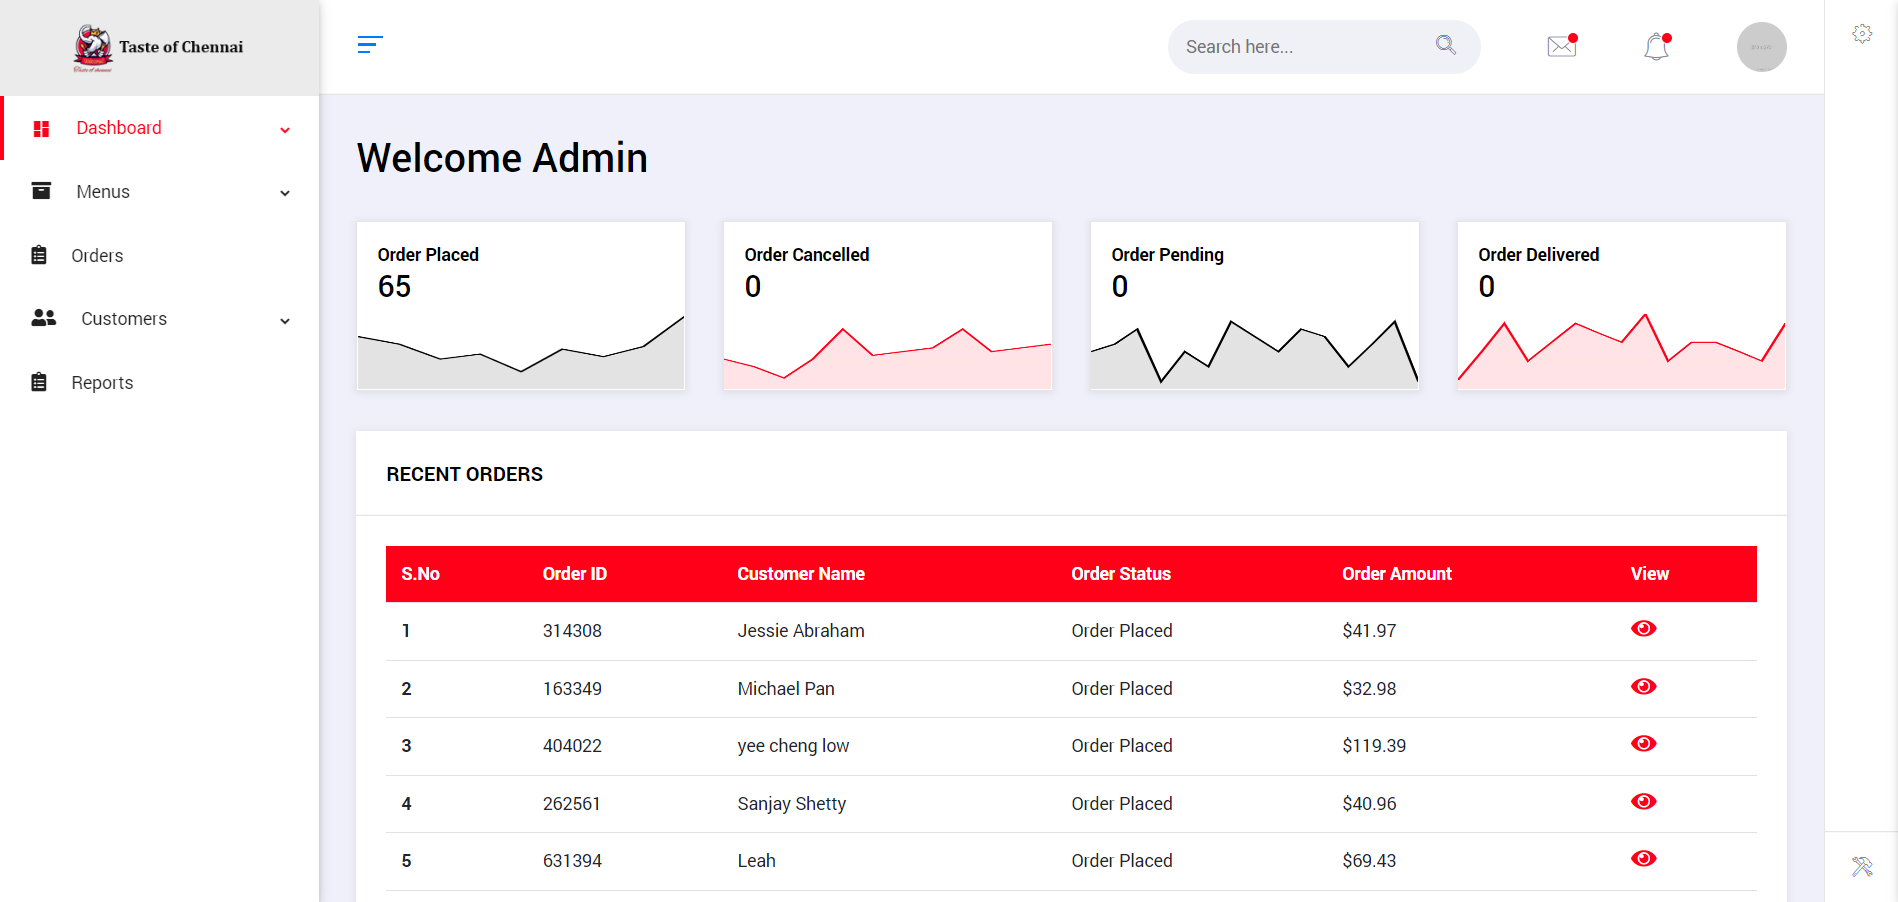 Taste of Chennai
Search here...
Dashboard
Menus
Orders
Customers
Reports
Welcome Admin
Order Placed
65
Order Cancelled
0
Order Pending
0
Order Delivered
0
RECENT ORDERS
S.No Order ID Customer Name Order Status Order Amount View
1 314308 Jessie Abraham Order Placed $41.97
2 163349 Michael Pan Order Placed $32.98
3 404022 yee cheng low Order Placed $119.39
4 262561 Sanjay Shetty Order Placed $40.96
5 631394 Leah Order Placed $69.43